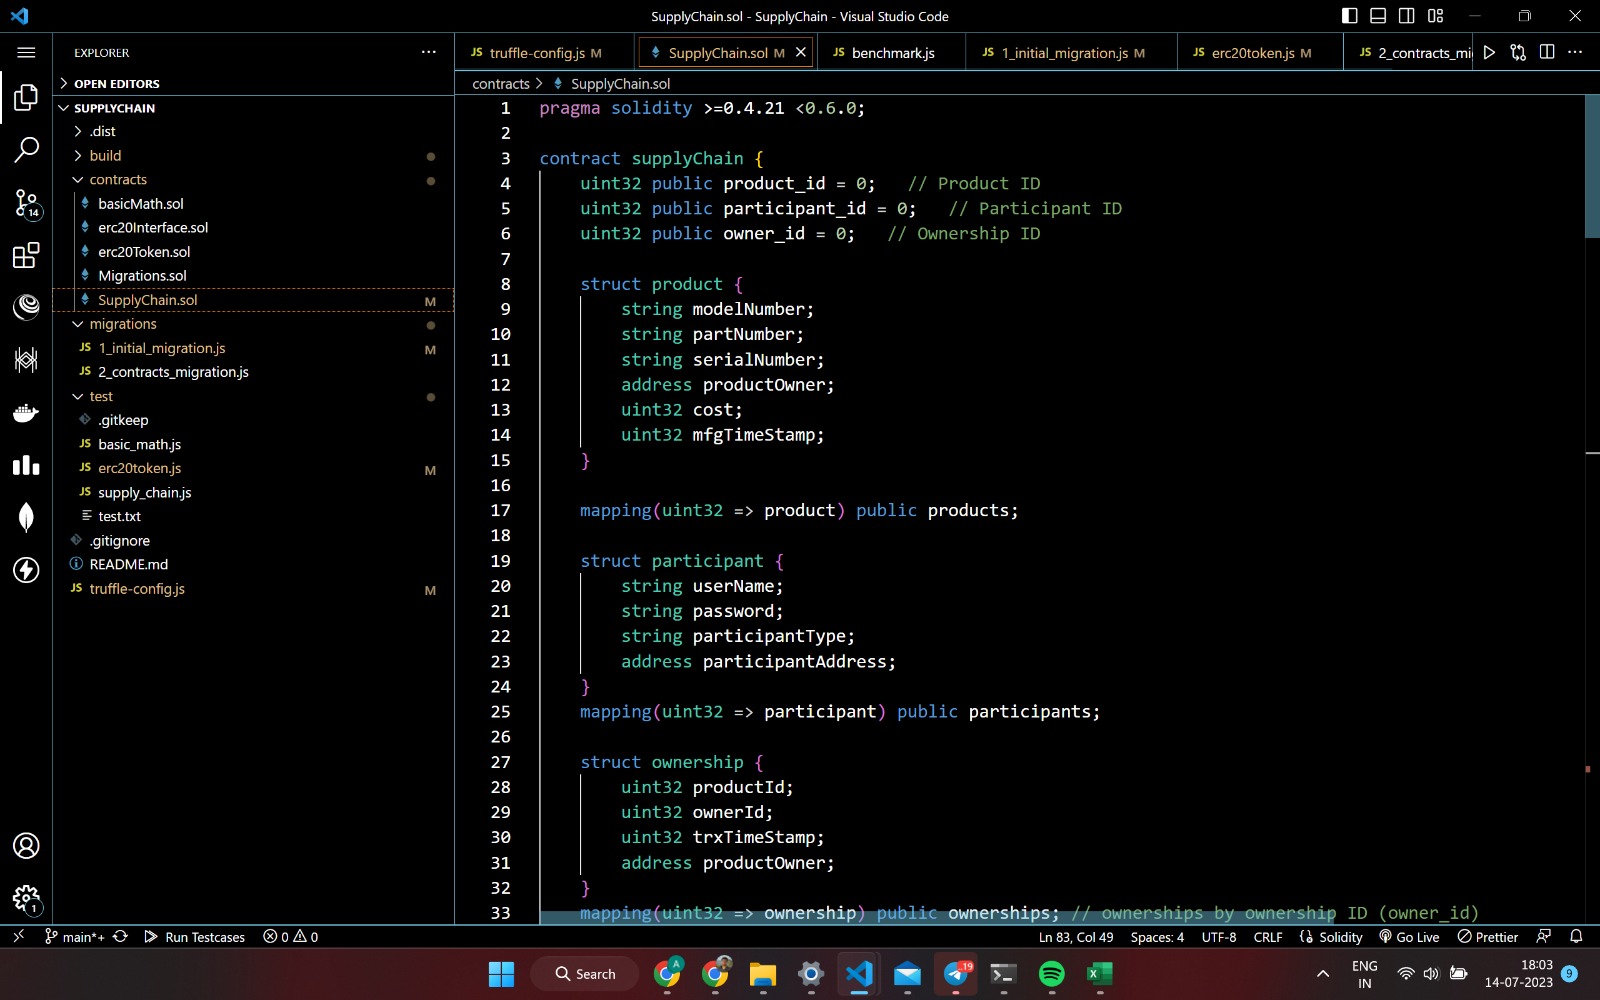 SupplyChain.sol - SupplyChain - Visual Studio Code
EXPLORER
OPEN EDITORS
SUPPLYCHAIN
.dist
build
contracts
basicMath.sol
erc20Interface.sol
erc20Token.sol
Migrations.sol
SupplyChain.sol M
migrations
JS 1_initial_migration.js M
JS 2_contracts_migration.js
test
.gitkeep
JS basic_math.js
JS erc20token.js M
JS supply_chain.js
test.txt
.gitignore
README.md
JS truffle-config.js M
14
1
JS truffle-config.js M
SupplyChain.sol M
JS benchmark.js
JS 1_initial_migration.js M
JS erc20token.js M
JS 2_contracts_mi
contracts > SupplyChain.sol
1 pragma solidity >=0.4.21 <0.6.0;
2
3 contract supplyChain {
4 uint32 public product_id = 0; // Product ID
5 uint32 public participant_id = 0; // Participant ID
6 uint32 public owner_id = 0; // Ownership ID
7
8 struct product {
9 string modelNumber;
10 string partNumber;
11 string serialNumber;
12 address productOwner;
13 uint32 cost;
14 uint32 mfgTimeStamp;
15 }
16
17 mapping(uint32 => product) public products;
18
19 struct participant {
20 string userName;
21 string password;
22 string participantType;
23 address participantAddress;
24 }
25 mapping(uint32 => participant) public participants;
26
27 struct ownership {
28 uint32 productId;
29 uint32 ownerId;
30 uint32 trxTimeStamp;
31 address productOwner;
32 }
33 mapping(uint32 => ownership) public ownerships; // ownerships by ownership ID (owner_id)
main*+ Run Testcases 0 0
Ln 83, Col 49 Spaces: 4 UTF-8 CRLF Solidity Go Live Prettier
Search
A
19
ENG
IN
18:03
14-07-2023
9